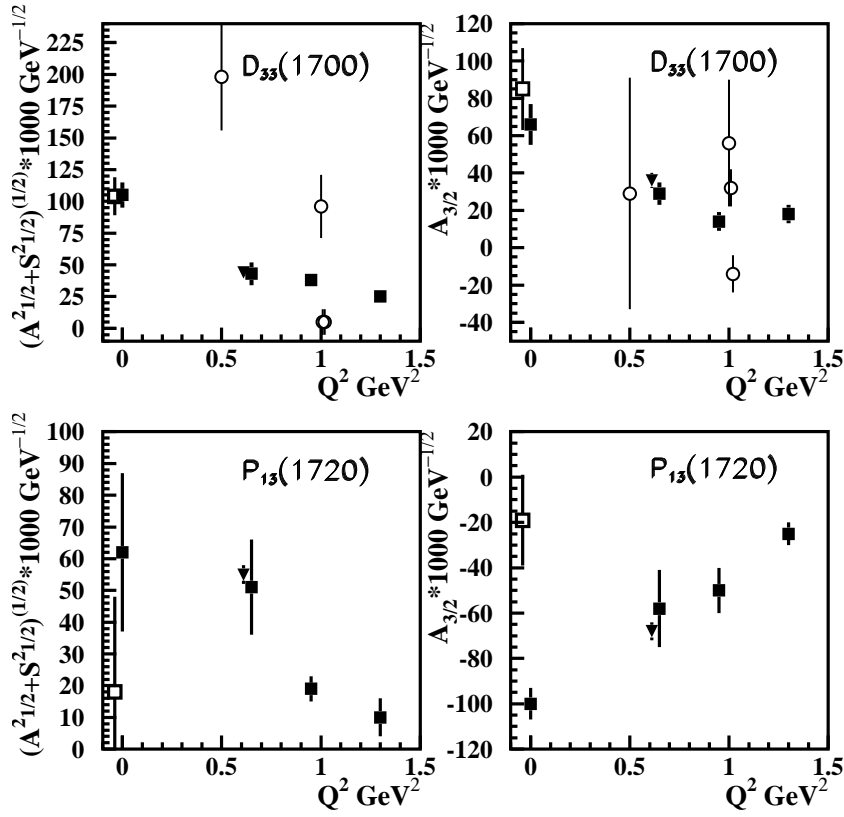 (A²1/2+S²1/2)^(1/2)*1000 GeV^−1/2
225
200
175
150
125
100
75
50
25
0
D₃₃(1700)
0 0.5 1 1.5
Q² GeV²
A3/2*1000 GeV^−1/2
120
100
80
60
40
20
0
-20
-40
D₃₃(1700)
0 0.5 1 1.5
Q² GeV²
(A²1/2+S²1/2)^(1/2)*1000 GeV^−1/2
100
90
80
70
60
50
40
30
20
10
0
P₁₃(1720)
0 0.5 1 1.5
Q² GeV²
A3/2*1000 GeV^−1/2
20
0
-20
-40
-60
-80
-100
-120
P₁₃(1720)
0 0.5 1 1.5
Q² GeV²